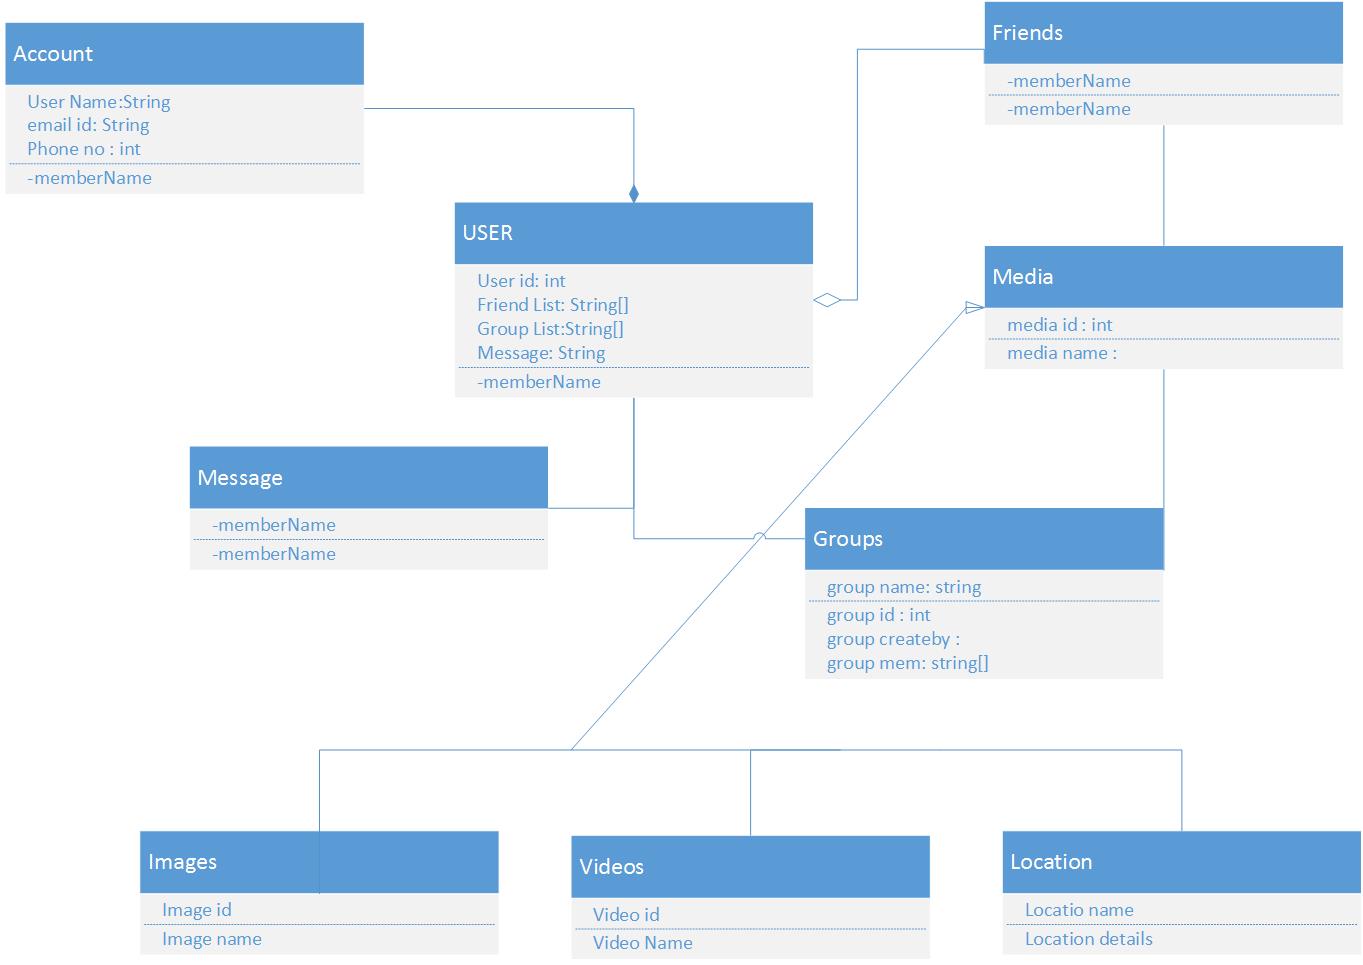 Account
User Name:String
email id: String
Phone no : int
-memberName
Friends
-memberName
-memberName
USER
User id: int
Friend List: String[]
Group List:String[]
Message: String
-memberName
Media
media id : int
media name :
Message
-memberName
-memberName
Groups
group name: string
group id : int
group createby :
group mem: string[]
Images
Image id
Image name
Videos
Video id
Video Name
Location
Locatio name
Location details